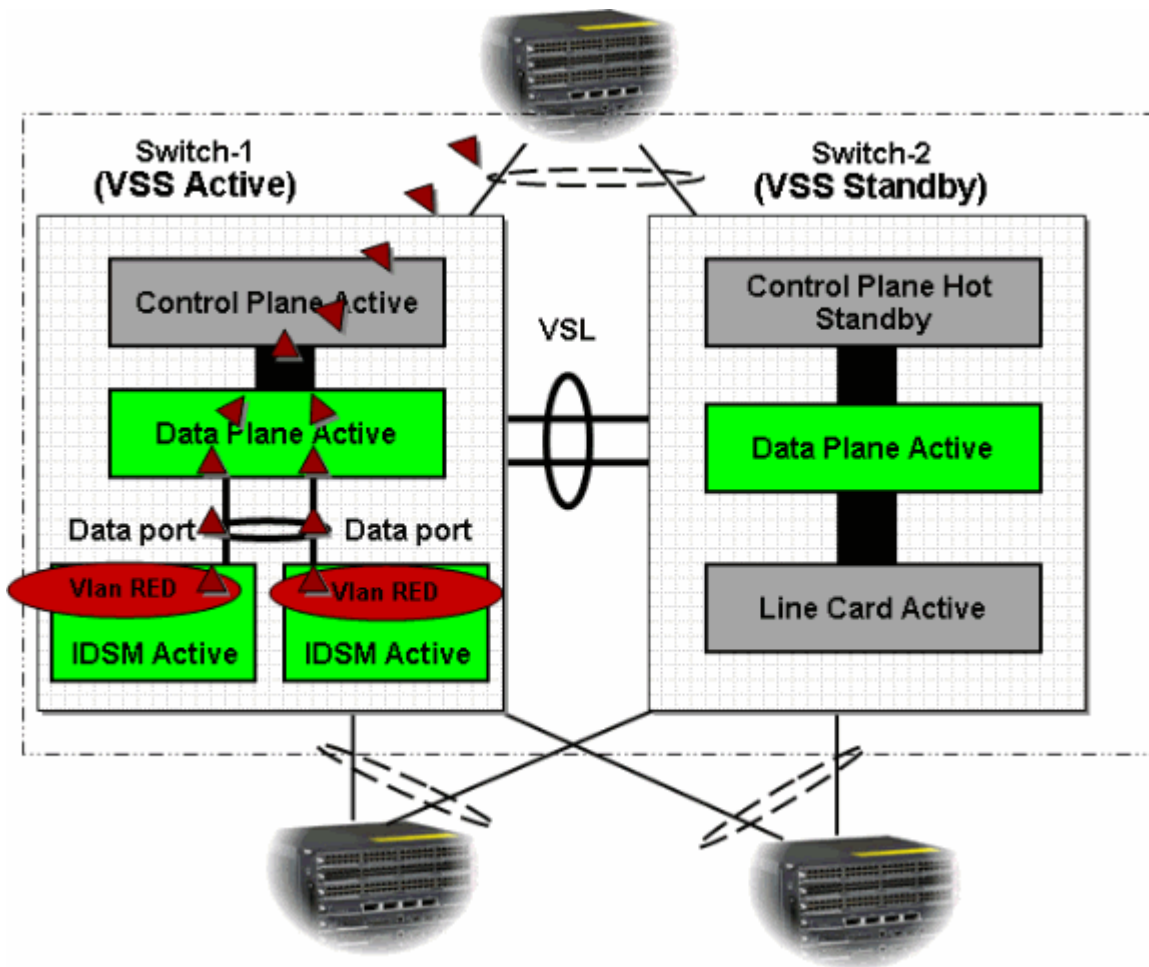 Switch-1
(VSS Active)
Switch-2
(VSS Standby)
Control Plane Active
Control Plane Hot
Standby
VSL
Data Plane Active
Data Plane Active
Data port
Data port
Vlan RED
Vlan RED
IDSM Active
IDSM Active
Line Card Active